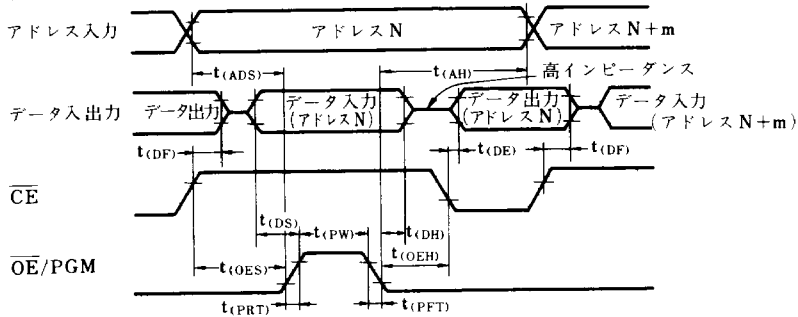 アドレス入力
アドレスN
アドレスN+m
t(ADS)
t(AH)
高インピーダンス
データ入出力
データ出力
データ入力
(アドレスN)
データ出力
(アドレスN)
データ入力
(アドレスN+m)
t(DF)
t(DE)
t(DF)
CE
t(DS)
t(PW)
t(DH)
t(OES)
t(OEH)
OE/PGM
t(PRT)
t(PFT)